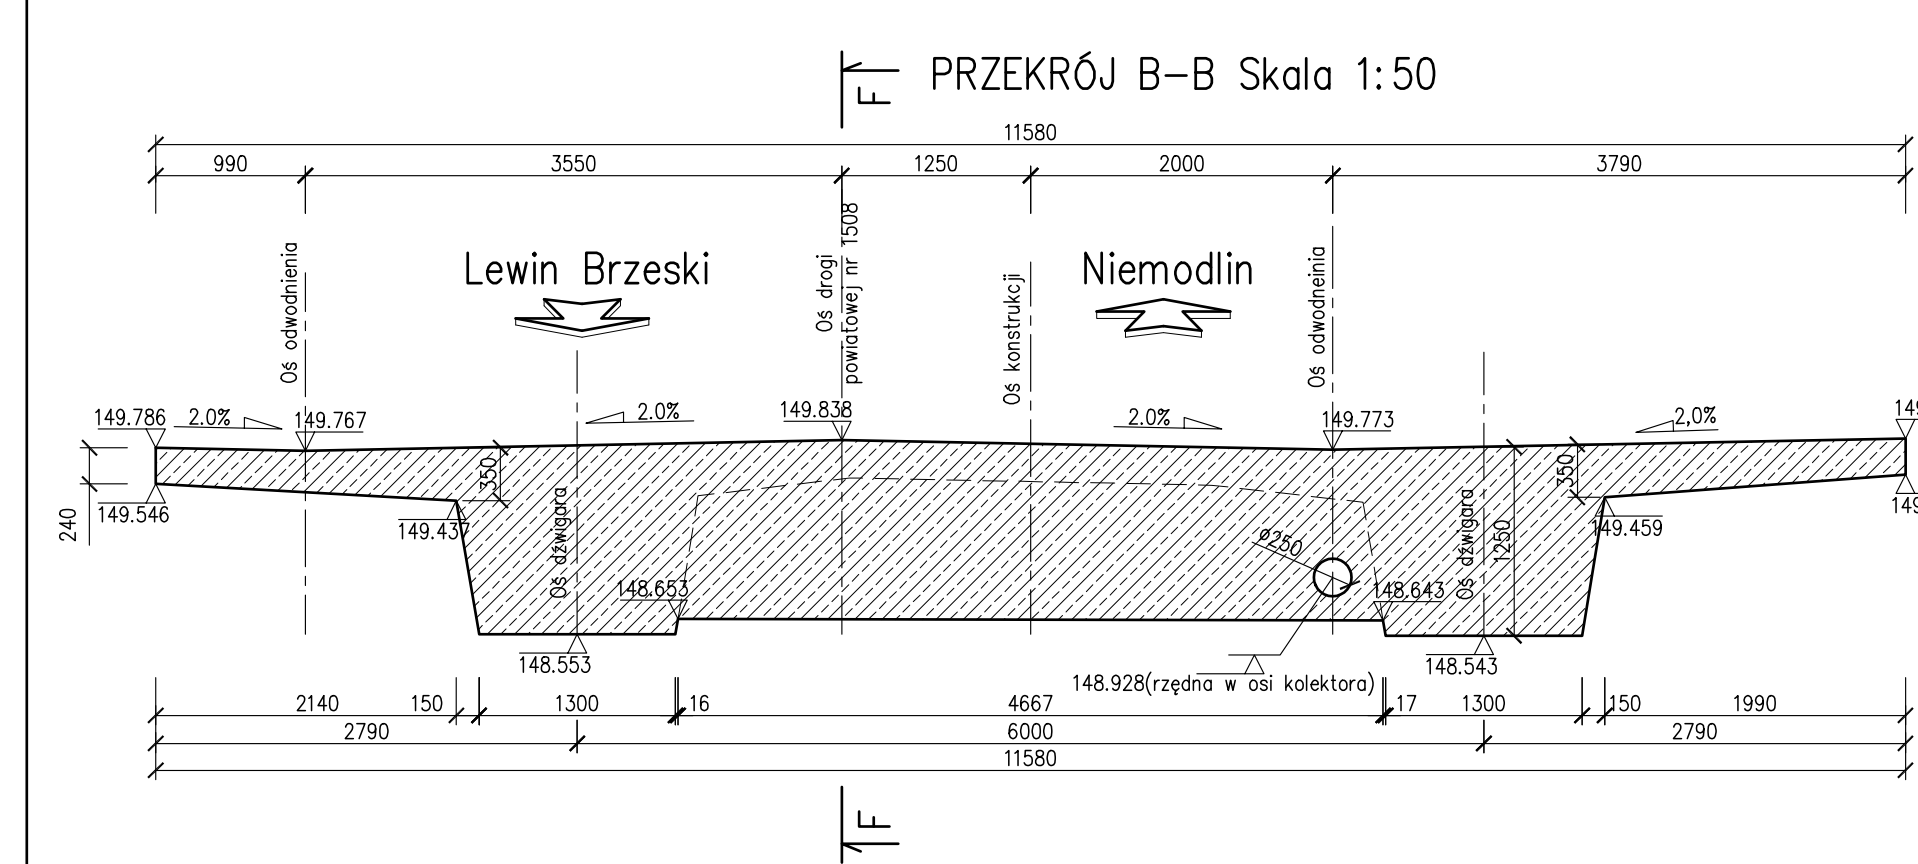 PRZEKRÓJ B-B Skala 1:50
F
11580
990
3550
1250
2000
3790
Oś odwodnienia
Lewin Brzeski
Oś drogi
powiatowej nr 1508
Oś konstrukcji
Niemodlin
Oś odwodneinia
149.786
2.0%
149.767
2.0%
149.838
2.0%
149.773
2,0%
240
149.546
350
149.437
Oś dźwigara
148.653
148.553
ø250
148.643
Oś dźwigara
1250
350
149.459
148.543
148.928(rzędna w osi kolektora)
2140
150
1300
16
4667
17
1300
150
1990
2790
6000
2790
11580
F